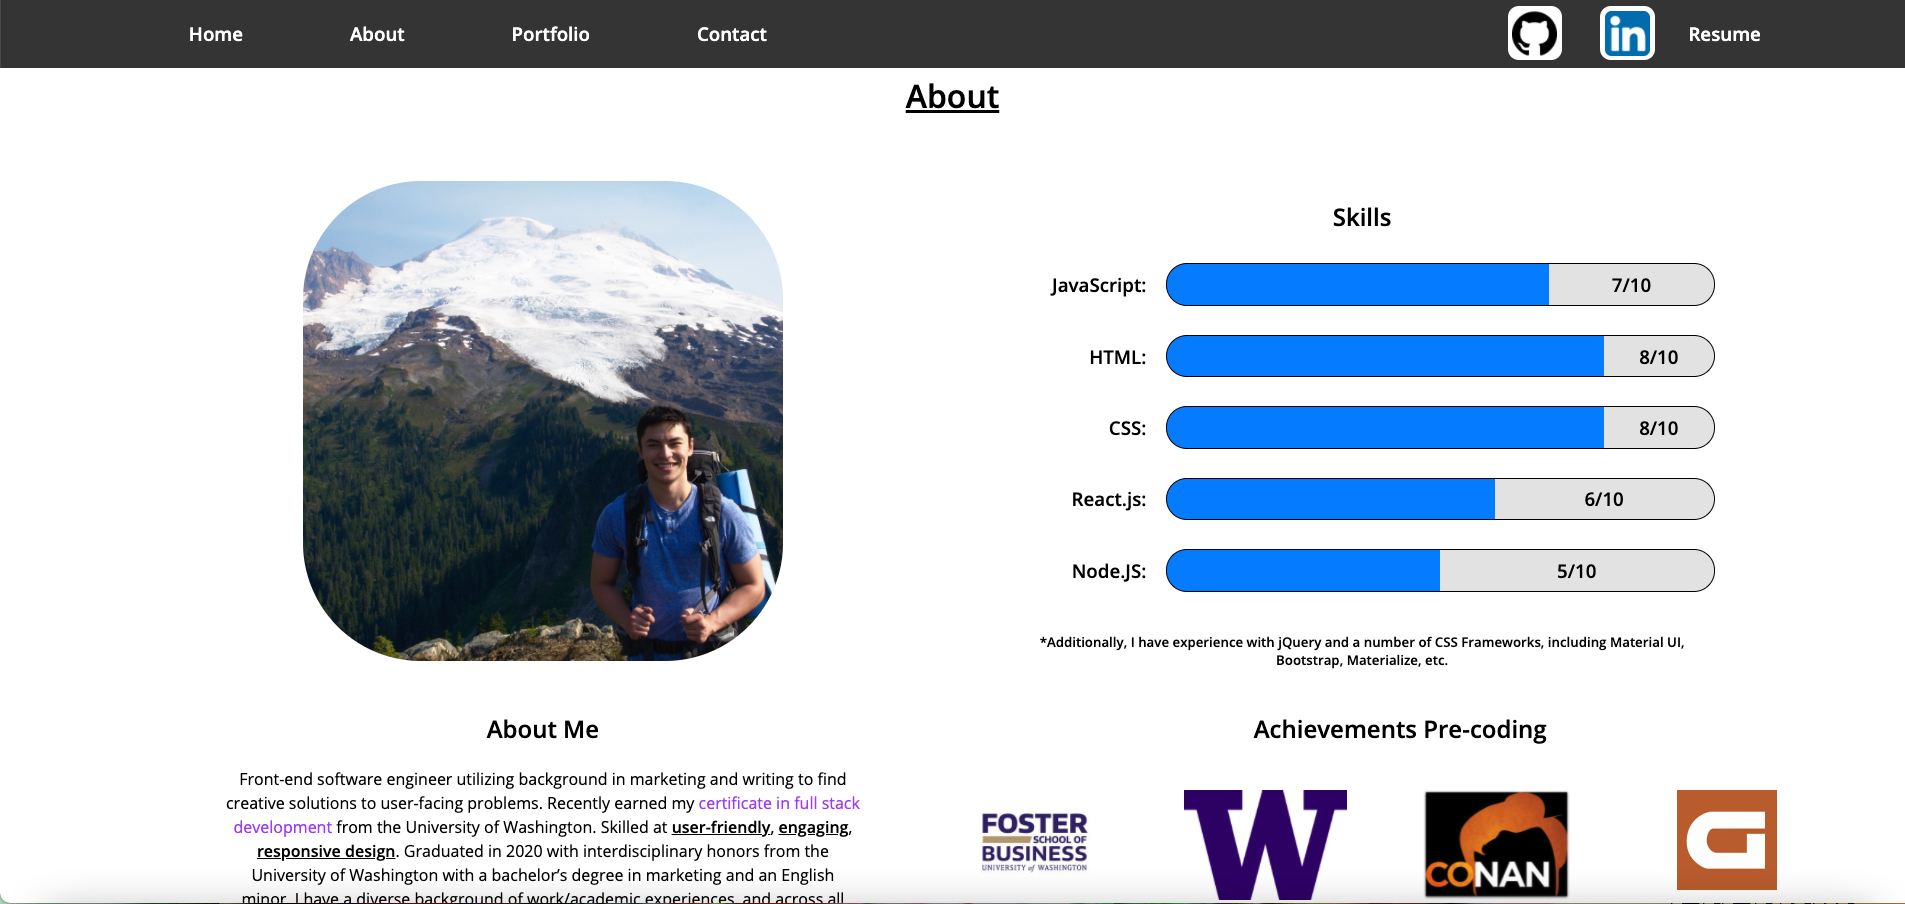 Home About Portfolio Contact in Resume
About
Skills
JavaScript: 7/10
HTML: 8/10
CSS: 8/10
React.js: 6/10
Node.JS: 5/10
*Additionally, I have experience with jQuery and a number of CSS Frameworks, including Material UI,
Bootstrap, Materialize, etc.
About Me
Front-end software engineer utilizing background in marketing and writing to find
creative solutions to user-facing problems. Recently earned my certificate in full stack
development from the University of Washington. Skilled at user-friendly, engaging,
responsive design. Graduated in 2020 with interdisciplinary honors from the
University of Washington with a bachelor's degree in marketing and an English
minor. I have a diverse background of work/academic experiences, and across all
Achievements Pre-coding
FOSTER
SCHOOL OF
BUSINESS
UNIVERSITY of WASHINGTON
W
CONAN
G